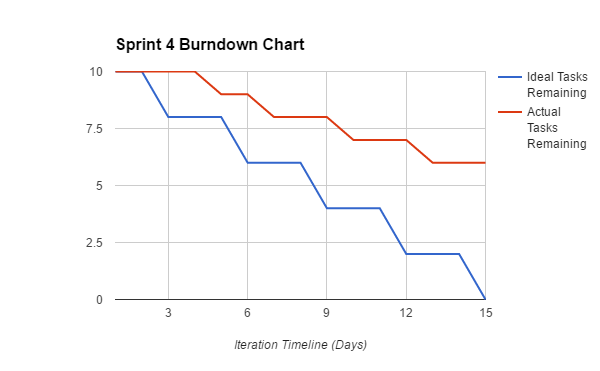 Sprint 4 Burndown Chart
10
7.5
5
2.5
0
3 6 9 12 15
Iteration Timeline (Days)
Ideal Tasks
Remaining
Actual
Tasks
Remaining